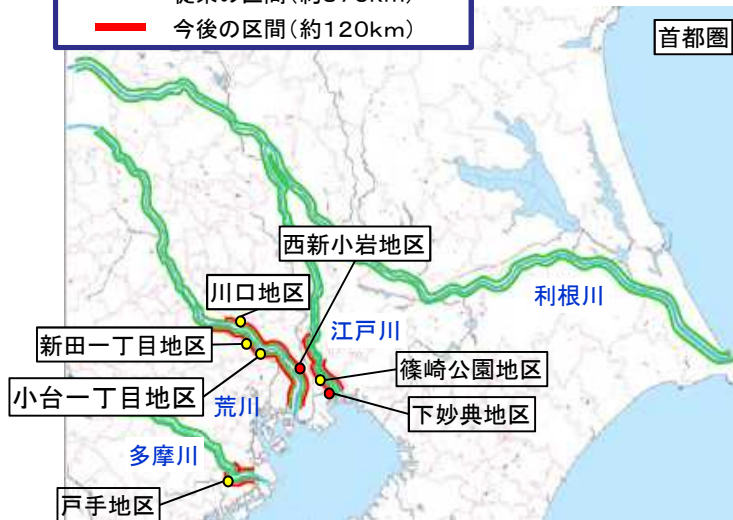 今後の区間(約120km)
首都圏
西新小岩地区
川口地区
利根川
江戸川
新田一丁目地区
篠崎公園地区
小台一丁目地区
荒川
下妙典地区
多摩川
戸手地区